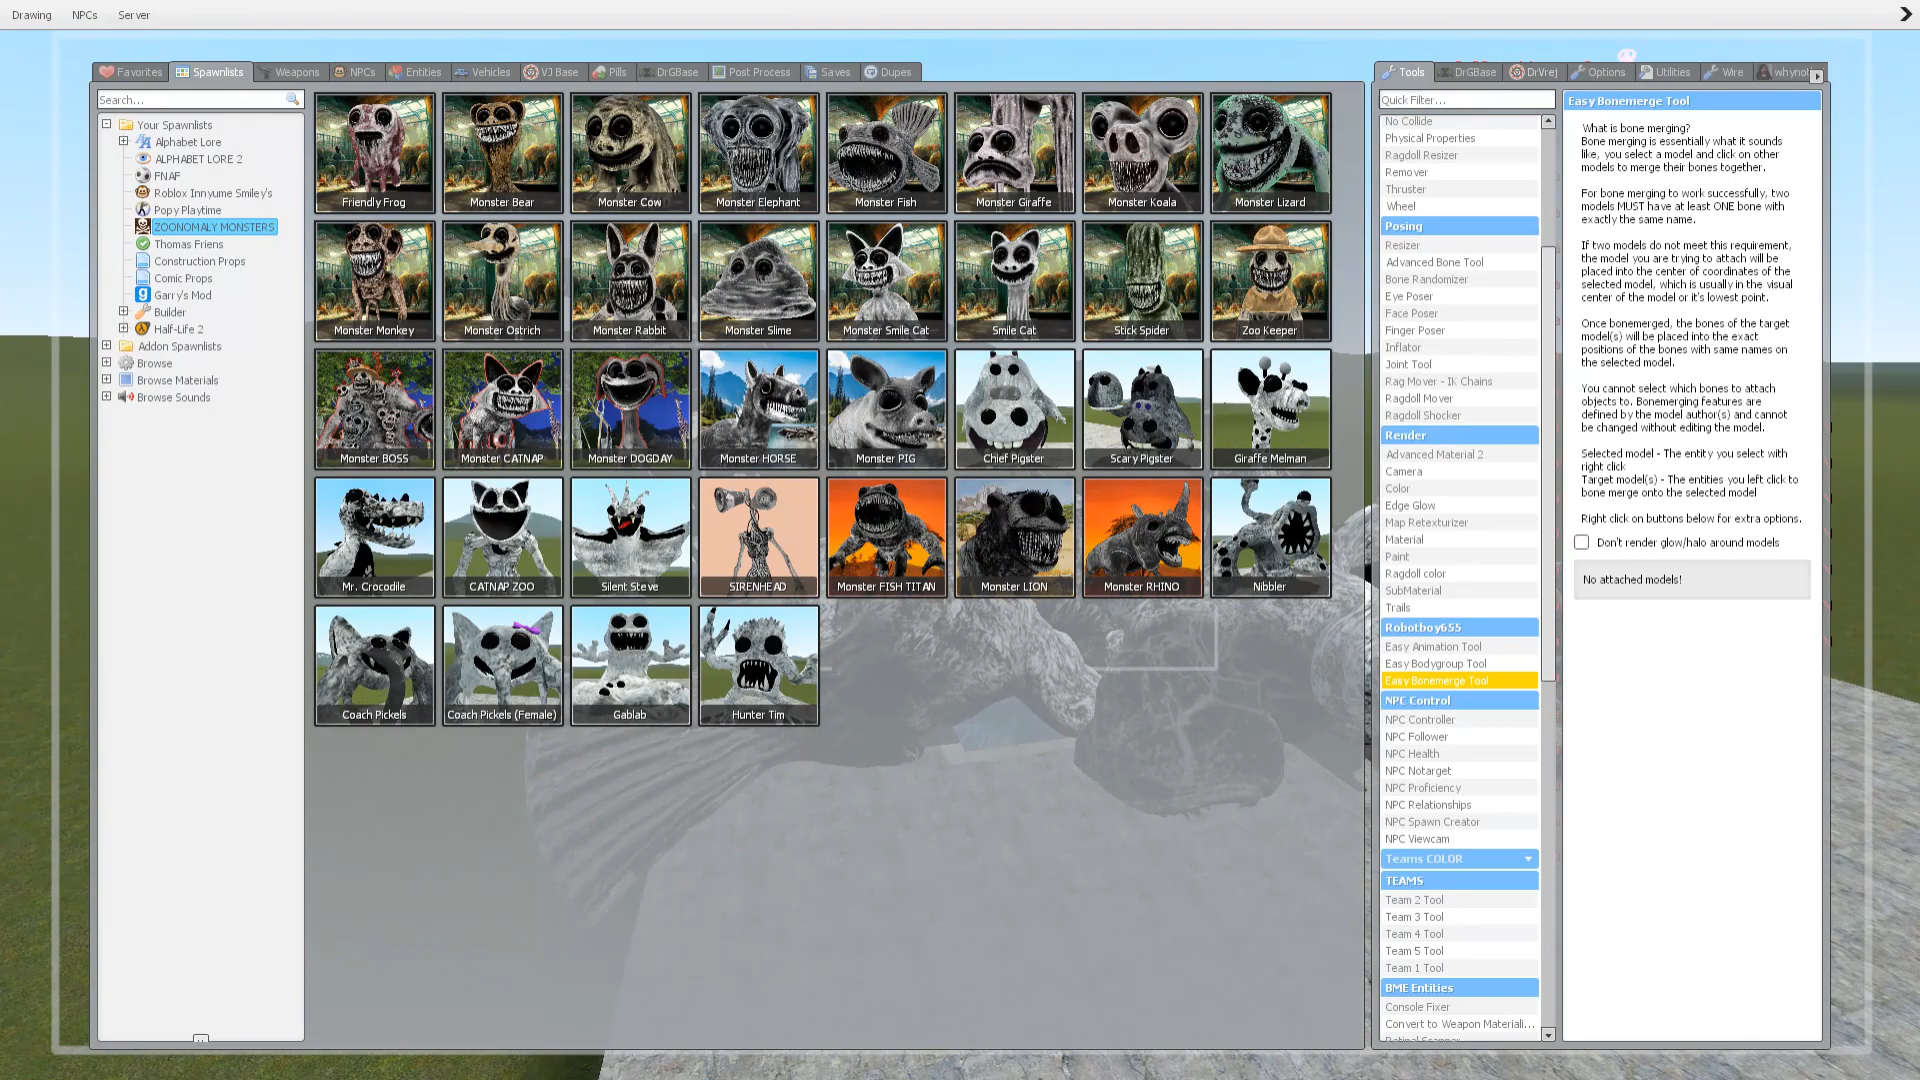 Drawing NPCs Server
Favorites Spawnlists Weapons NPCs Entities Vehicles VJ Base Pills DrGBase Post Process Saves Dupes
Search...
Your Spawnlists
Alphabet Lore
ALPHABET LORE 2
FNAF
Roblox Innyume Smiley's
Popy Playtime
ZOONOMALY MONSTERS
Thomas Friens
Construction Props
Comic Props
Garry's Mod
Builder
Half-Life 2
Addon Spawnlists
Browse
Browse Materials
Browse Sounds
Friendly Frog Monster Bear Monster Cow Monster Elephant Monster Fish Monster Giraffe Monster Koala Monster Lizard
Monster Monkey Monster Ostrich Monster Rabbit Monster Slime Monster Smile Cat Smile Cat Stick Spider Zoo Keeper
Monster BOSS Monster CATNAP Monster DOGDAY Monster HORSE Monster PIG Chief Pigster Scary Pigster Giraffe Melman
Mr. Crocodile CATNAP ZOO Silent Steve SIRENHEAD Monster FISH TITAN Monster LION Monster RHINO Nibbler
Coach Pickels Coach Pickels (Female) Gablab Hunter Tim
Tools DrGBase DrVrej Options Utilities Wire
Quick Filter...
No Collide
Physical Properties
Ragdoll Resizer
Remover
Thruster
Wheel
Posing
Resizer
Advanced Bone Tool
Bone Randomizer
Eye Poser
Face Poser
Finger Poser
Inflator
Joint Tool
Rag Mover - IK Chains
Ragdoll Mover
Ragdoll Shocker
Render
Advanced Material 2
Camera
Color
Edge Glow
Map Retexturizer
Material
Paint
Ragdoll color
SubMaterial
Trails
Robotboy655
Easy Animation Tool
Easy Bodygroup Tool
Easy Bonemerge Tool
NPC Control
NPC Controller
NPC Follower
NPC Health
NPC Notarget
NPC Proficiency
NPC Relationships
NPC Spawn Creator
NPC Viewcam
Teams COLOR
TEAMS
Team 2 Tool
Team 3 Tool
Team 4 Tool
Team 5 Tool
Team 1 Tool
BME Entities
Console Fixer
Convert to Weapon Materiali...
Easy Bonemerge Tool
What is bone merging?
Bone merging is essentially what it sounds
like, you select a model and click on other
models to merge their bones together.
For bone merging to work successfully, two
models MUST have at least ONE bone with
exactly the same name.
If two models do not meet this requirement,
the model you are trying to attach will be
placed into the center of coordinates of the
selected model, which is usually in the visual
center of the model or it's lowest point.
Once bonemerged, the bones of the target
model(s) will be placed into the exact
positions of the bones with same names on
the selected model.
You cannot select which bones to attach
objects to. Bonemerging features are
defined by the model author(s) and cannot
be changed without editing the model.
Selected model - The entity you select with
right click
Target model(s) - The entities you left click to
bone merge onto the selected model
Right click on buttons below for extra options.
Don't render glow/halo around models
No attached models!